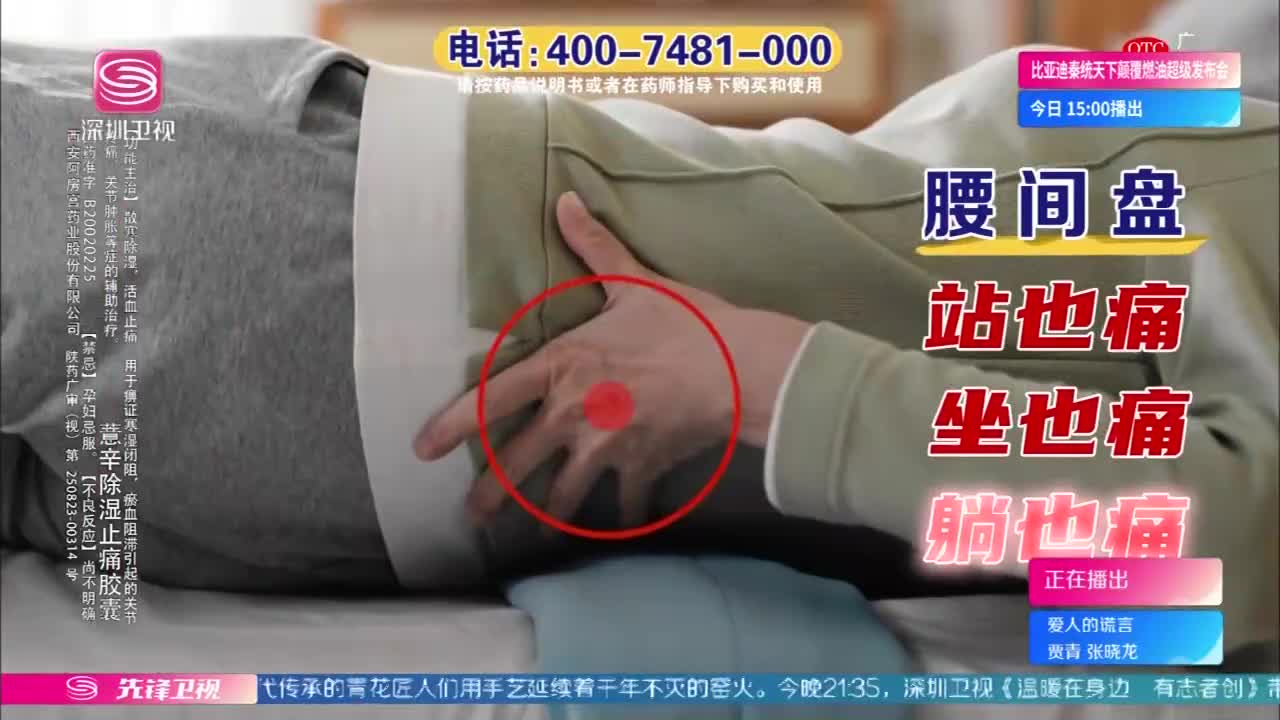 电话:400-7481-000
请按药品说明书或者在药师指导下购买和使用
OTC
广
比亚迪秦统天下颠覆燃油超级发布会
今日 15:00播出
深圳卫视
腰间盘
站也痛
坐也痛
躺也痛
【功能主治】散寒除湿。活血止痛 用于痹证寒湿闭阻,瘀血阻滞引起的关节
疼痛、关节肿胀等症的辅助治疗。
薏辛除湿止痛胶囊
药准字 B20020225 【禁忌】孕妇忌服。【不良反应】尚不明确
西安阿房宫药业股份有限公司 陕药广审(视)第 250823-00314 号
正在播出
爱人的谎言
贾青 张晓龙
先锋卫视
代传承的青花匠人们用手艺延续着千年不灭的窑火。今晚21:35,深圳卫视《温暖在身边 有志者创》带